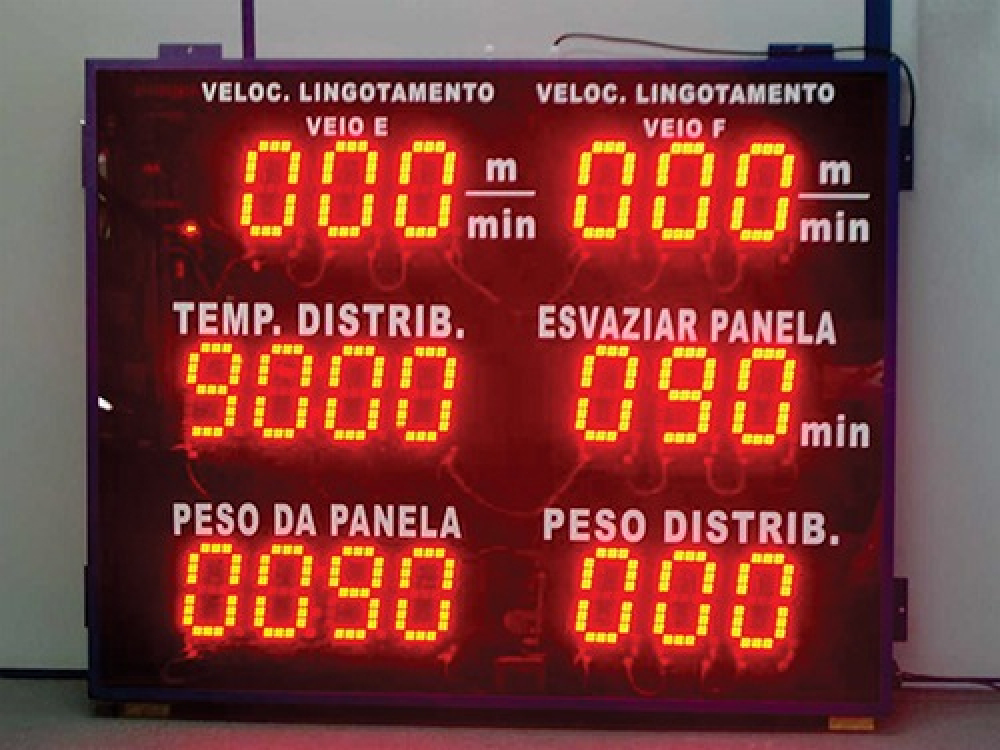 VELOC. LINGOTAMENTO VELOC. LINGOTAMENTO
VEIO E VEIO F
000 m/min 000 m/min
TEMP. DISTRIB. ESVAZIAR PANELA
9000 090 min
PESO DA PANELA PESO DISTRIB.
0090 000